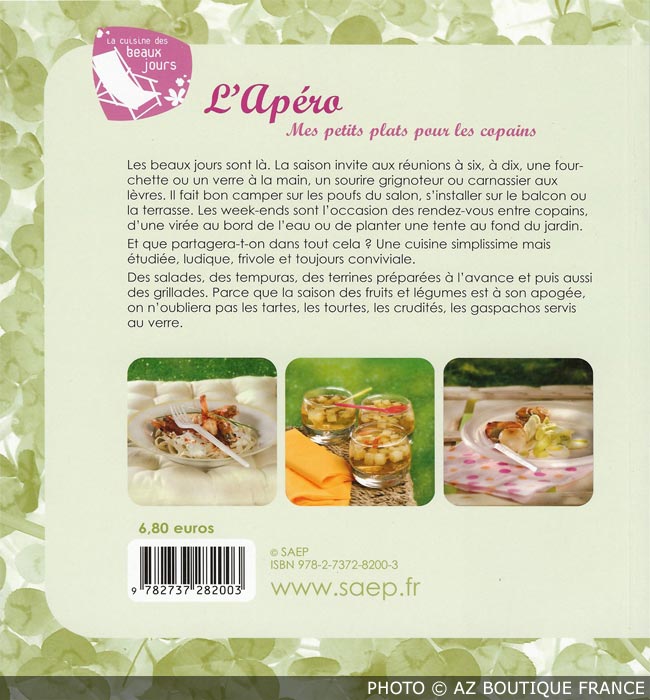 La cuisine des
beaux
jours
L'Apéro
Mes petits plats pour les copains
Les beaux jours sont là. La saison invite aux réunions à six, à dix, une four-
chette ou un verre à la main, un sourire grignoteur ou carnassier aux
lèvres. Il fait bon camper sur les poufs du salon, s'installer sur le balcon ou
la terrasse. Les week-ends sont l'occasion des rendez-vous entre copains,
d'une virée au bord de l'eau ou de planter une tente au fond du jardin.
Et que partagera-t-on dans tout cela ? Une cuisine simplissime mais
étudiée, ludique, frivole et toujours conviviale.
Des salades, des tempuras, des terrines préparées à l'avance et puis aussi
des grillades. Parce que la saison des fruits et légumes est à son apogée,
on n'oubliera pas les tartes, les tourtes, les crudités, les gaspachos servis
au verre.
6,80 euros
© SAEP
ISBN 978-2-7372-8200-3
www.saep.fr
9 782737 282003
PHOTO © AZ BOUTIQUE FRANCE